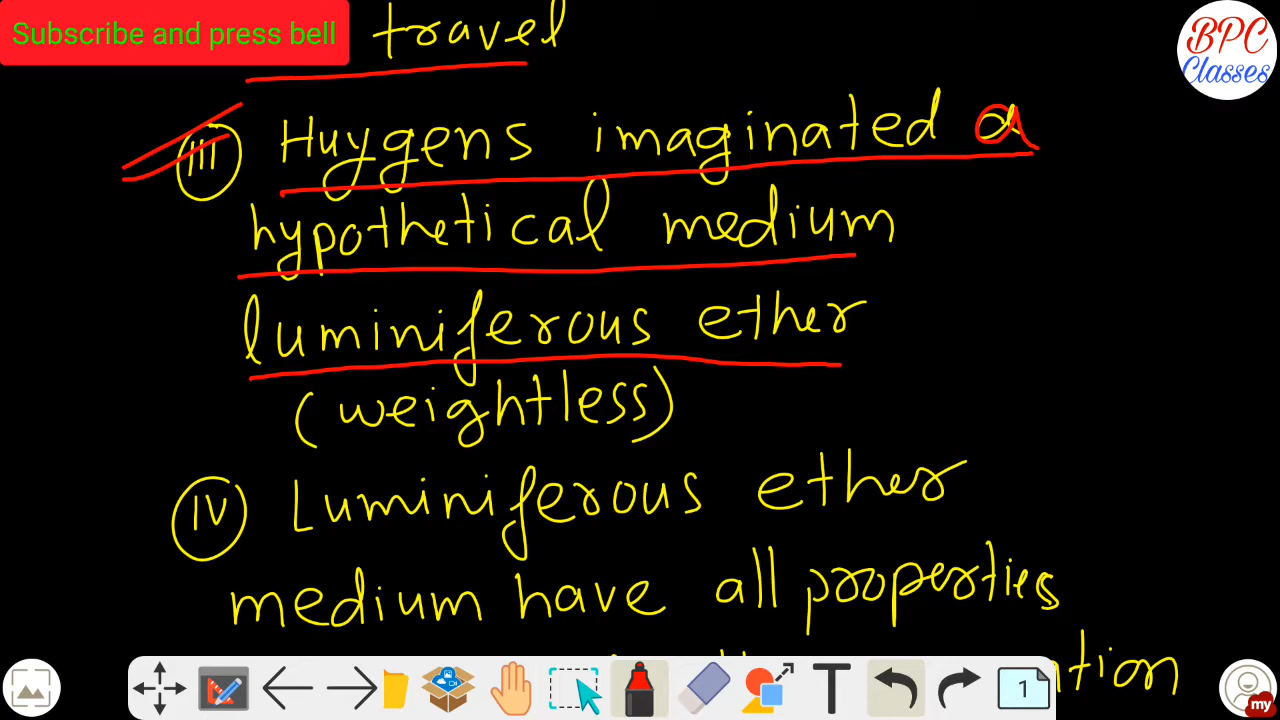 Subscribe and press bell
travel
BPC
Classes
III Huygens imaginated a
hypothetical medium
luminiferous ether
(weightless)
IV Luminiferous ether
medium have all properties
1
my